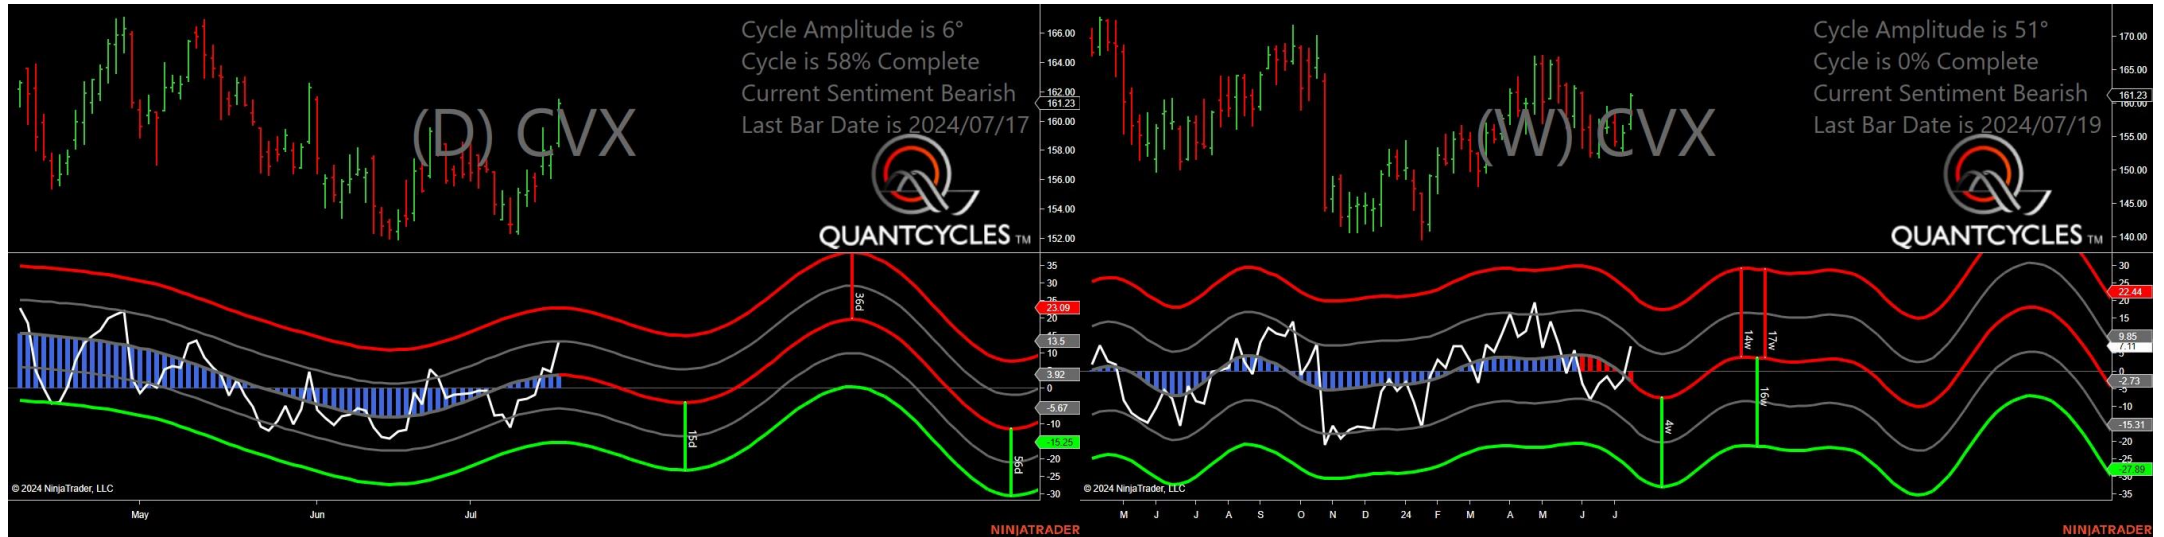 Cycle Amplitude is 6°
Cycle is 58% Complete
Current Sentiment Bearish
Last Bar Date is 2024/07/17
(D) CVX
QUANTCYCLES TM
166.00
164.00
162.00
161.23
160.00
158.00
156.00
154.00
152.00
35
30
25
23.09
20
13.5
10
3.92
0
-5.67
-10
-15.25
-20
-25
-30
36d
15d
56d
© 2024 NinjaTrader, LLC
May Jun Jul
NINJATRADER
Cycle Amplitude is 51°
Cycle is 0% Complete
Current Sentiment Bearish
Last Bar Date is 2024/07/19
(W) CVX
QUANTCYCLES TM
170.00
165.00
161.23
160.00
155.00
150.00
145.00
140.00
30
25
22.44
20
15
9.85
7.11
5
0
-2.73
-5
-10
-15.31
-20
-25
-27.89
-30
-35
14w
17w
16w
4w
© 2024 NinjaTrader, LLC
M J J A S O N D 24 F M A M J J
NINJATRADER